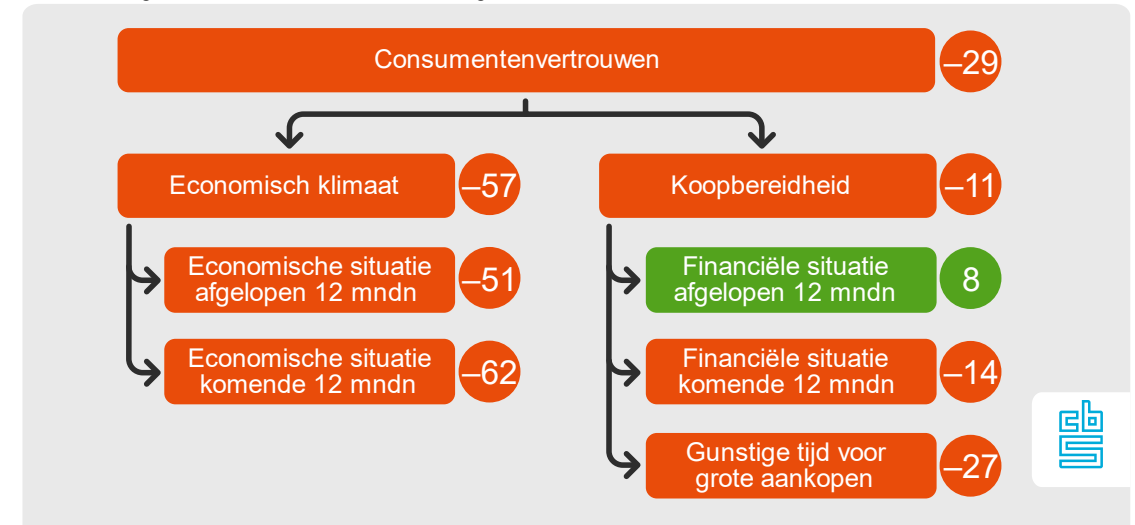 Consumentenvertrouwen
–29
Economisch klimaat
–57
Koopbereidheid
–11
Economische situatie
afgelopen 12 mndn
–51
Financiële situatie
afgelopen 12 mndn
8
Economische situatie
komende 12 mndn
–62
Financiële situatie
komende 12 mndn
–14
Gunstige tijd voor
grote aankopen
–27
cbs